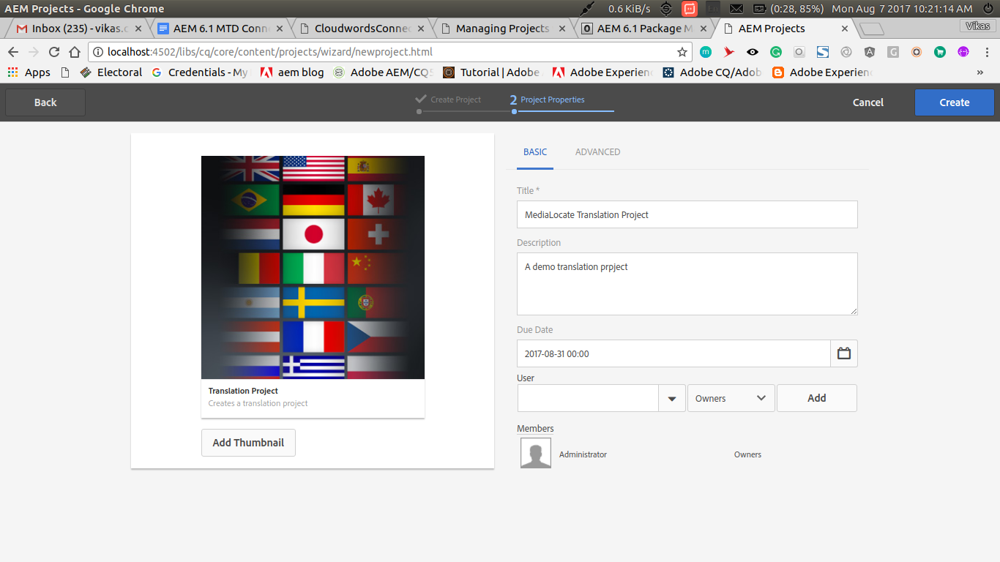 AEM Projects - Google Chrome
0.6 KiB/s
(0:28, 85%)
Mon Aug 7 2017 10:21:14 AM
Inbox (235) - vikas.c
AEM 6.1 MTD Conn
CloudwordsConnec
Managing Projects
AEM 6.1 Package M
AEM Projects
Vikas
localhost:4502/libs/cq/core/content/projects/wizard/newproject.html
Apps
Electoral
Credentials - My
aem blog
Adobe AEM/CQ5
Tutorial | Adobe
Adobe Experien
Adobe CQ/Adob
Adobe Experienc
»
Back
Create Project
2 Project Properties
Cancel
Create
BASIC
ADVANCED
Title *
MediaLocate Translation Project
Description
A demo translation prpject
Due Date
2017-08-31 00:00
User
Owners
Add
Members
Administrator
Owners
Translation Project
Creates a translation project
Add Thumbnail